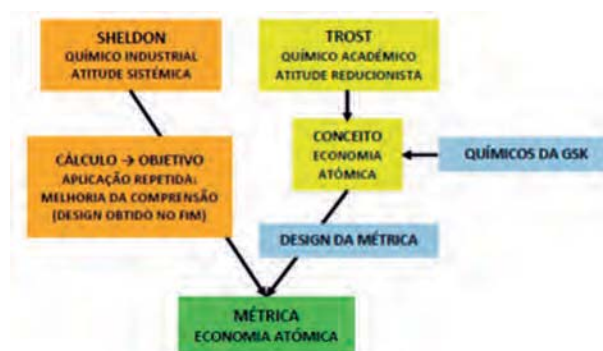 SHELDON
QUÍMICO INDUSTRIAL
ATITUDE SISTÉMICA
TROST
QUÍMICO ACADÉMICO
ATITUDE REDUCIONISTA
CÁLCULO → OBJETIVO
APLICAÇÃO REPETIDA:
MELHORIA DA COMPRENSÃO
(DESIGN OBTIDO NO FIM)
CONCEITO
ECONOMIA
ATÓMICA
QUÍMICOS DA GSK
DESIGN DA MÉTRICA
MÉTRICA
ECONOMIA ATÓMICA